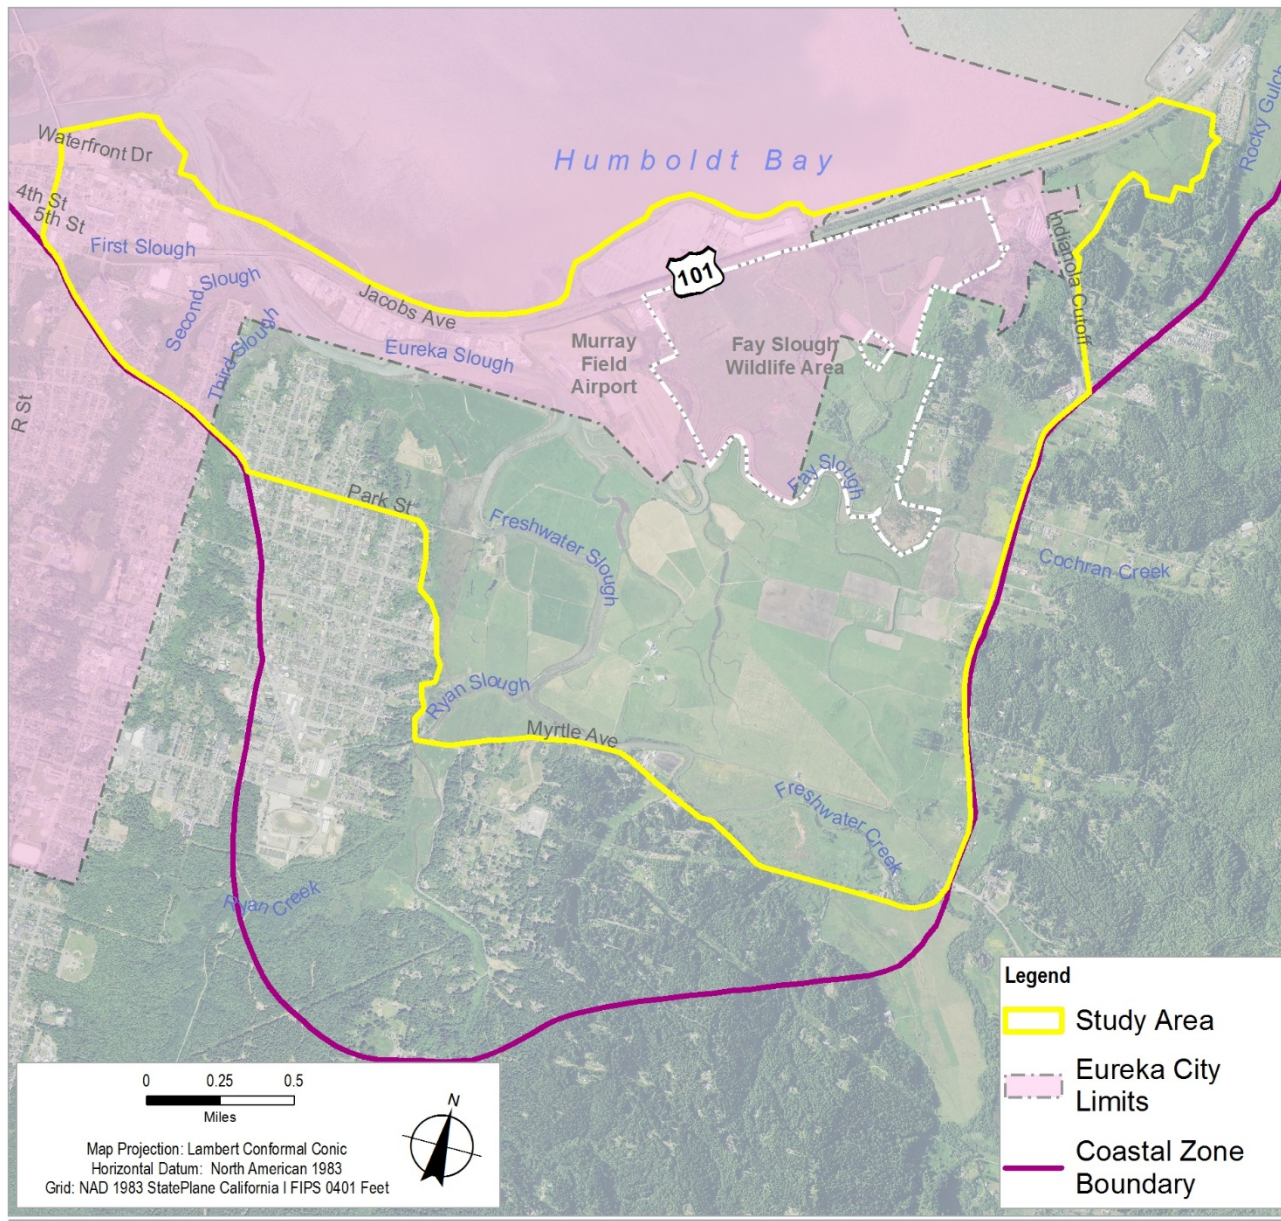 Waterfront Dr
Rocky Gulch
Humboldt Bay
4th St
5th St
First Slough
Second Slough
Third Slough
Jacobs Ave
101
Indianola Cutoff
Eureka Slough
Murray
Field
Airport
Fay Slough
Wildlife Area
R St
Park St
Fay Slough
Freshwater Slough
Cochran Creek
Ryan Slough
Myrtle Ave
Freshwater Creek
Ryan Creek
Legend
Study Area
Eureka City
Limits
Coastal Zone
Boundary
0 0.25 0.5
Miles
N
Map Projection: Lambert Conformal Conic
Horizontal Datum: North American 1983
Grid: NAD 1983 StatePlane California I FIPS 0401 Feet